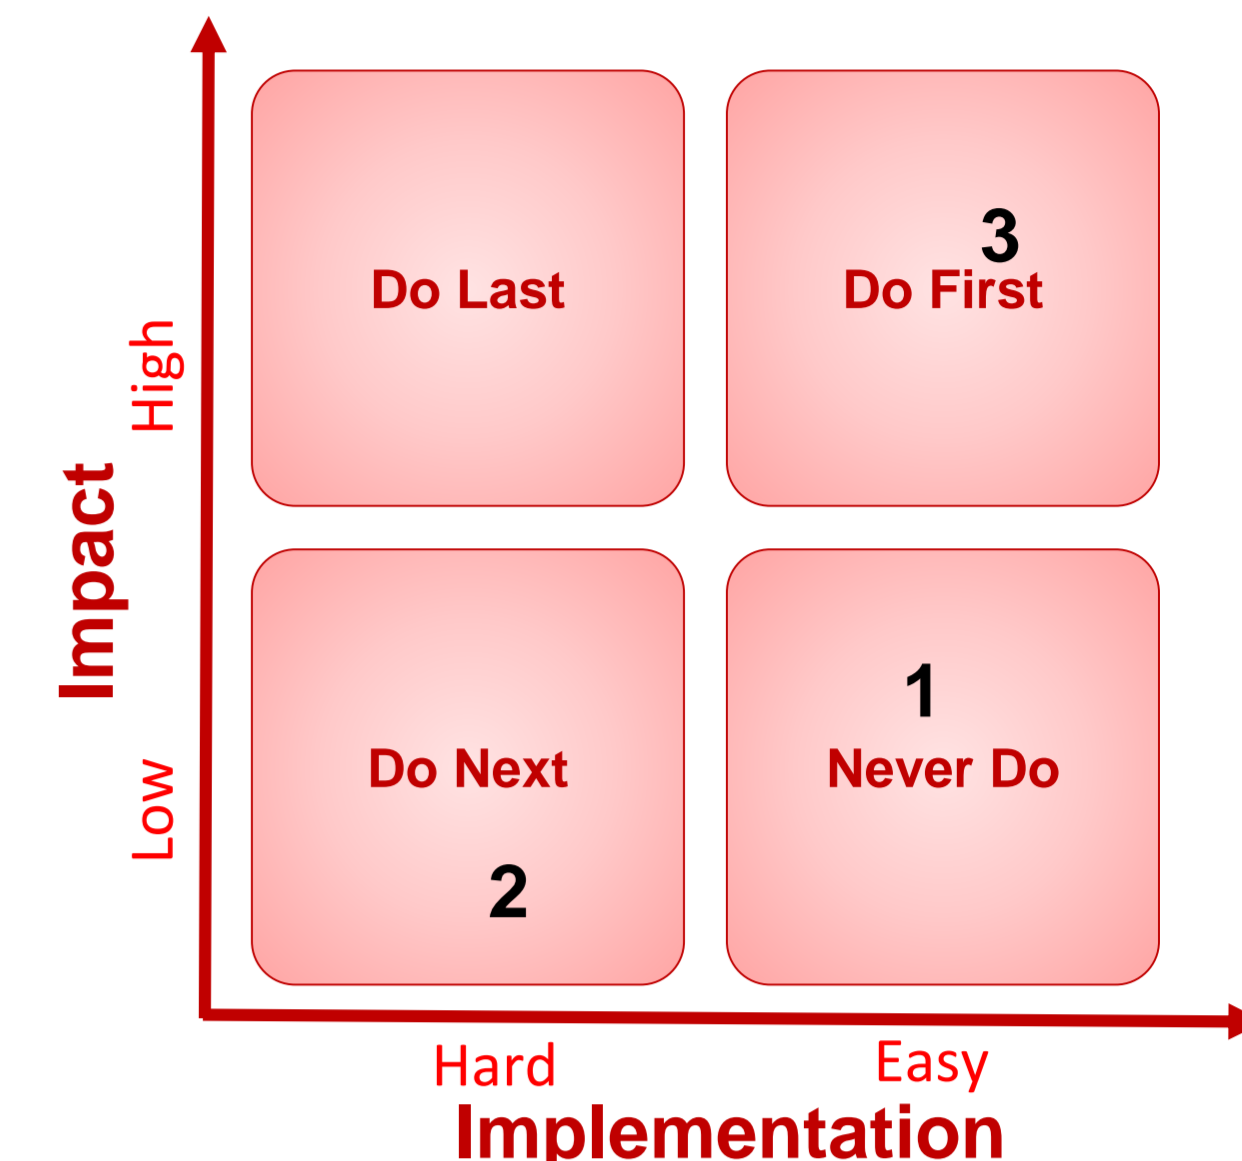 Impact
High
Low
Do Last
3
Do First
Do Next
2
1
Never Do
Hard
Easy
Implementation